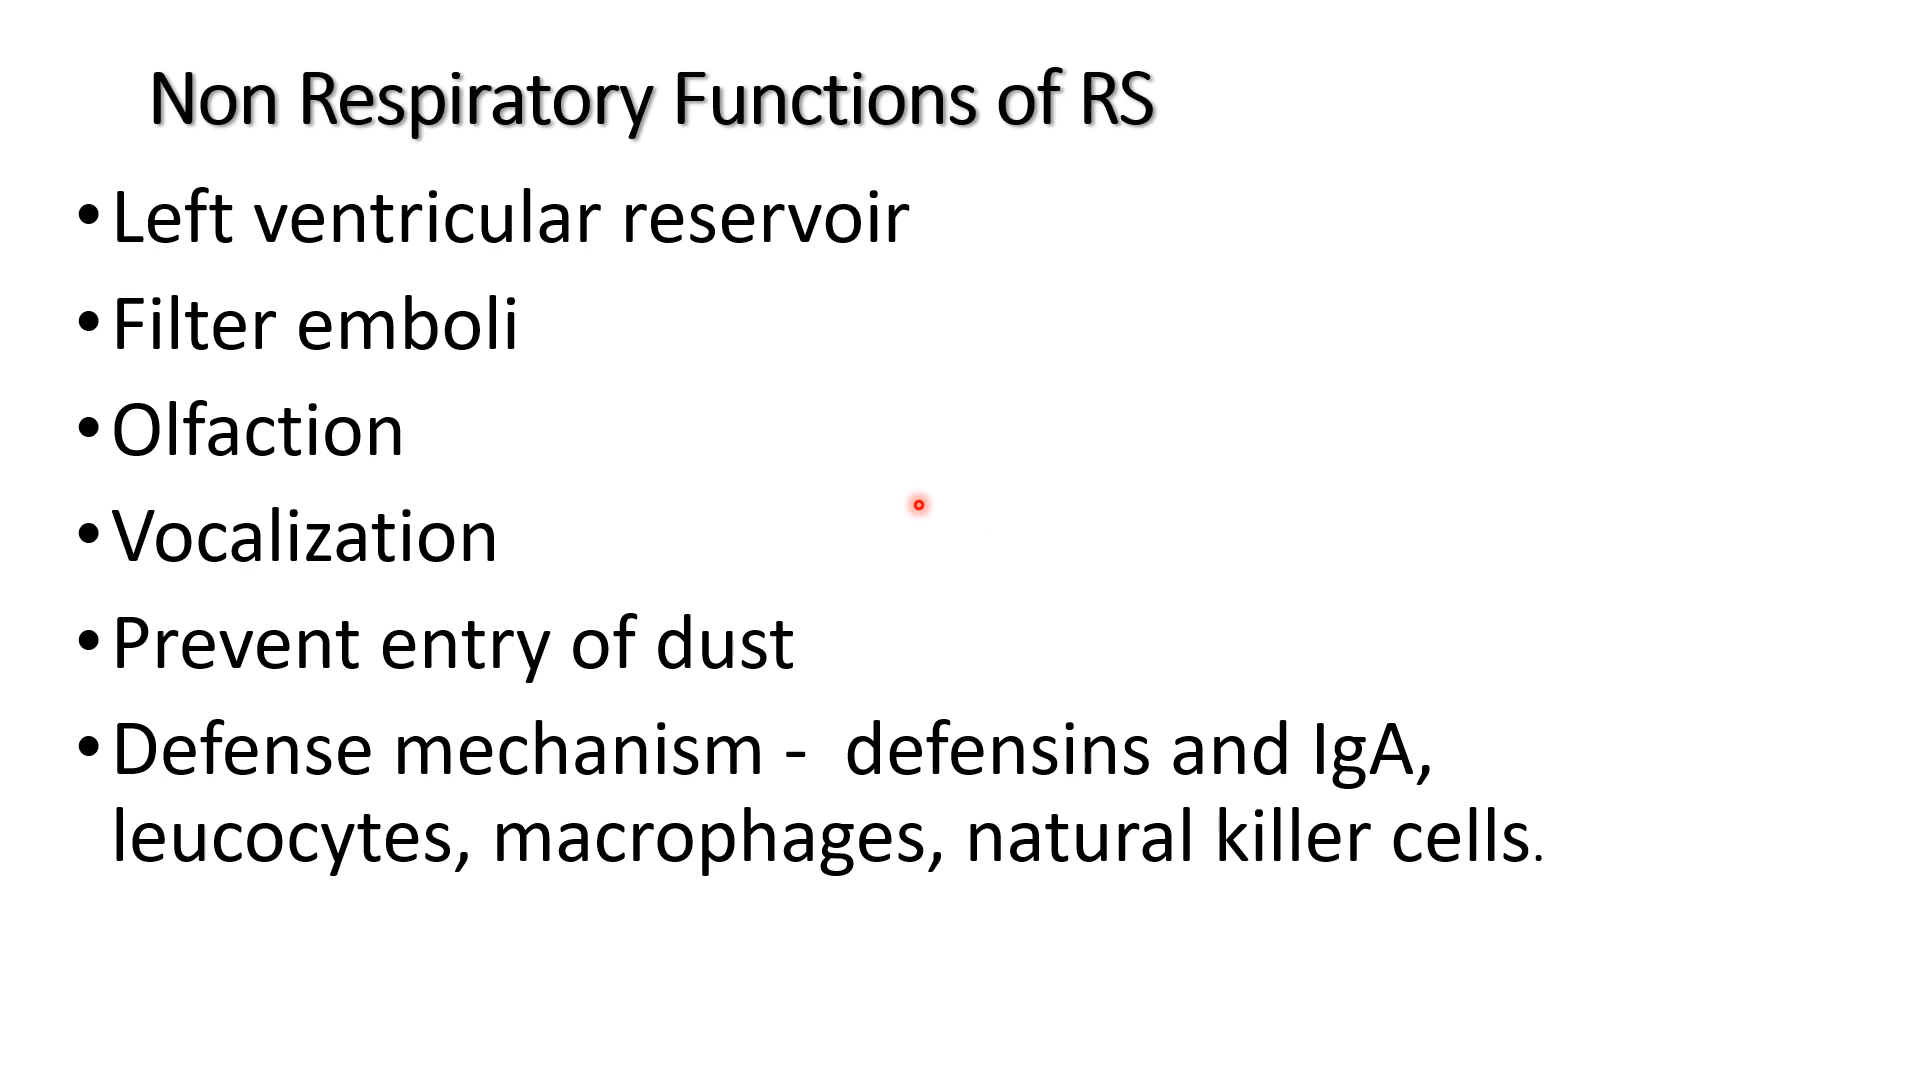 Non Respiratory Functions of RS
•Left ventricular reservoir
•Filter emboli
•Olfaction
•Vocalization
•Prevent entry of dust
•Defense mechanism -  defensins and IgA,
leucocytes, macrophages, natural killer cells.